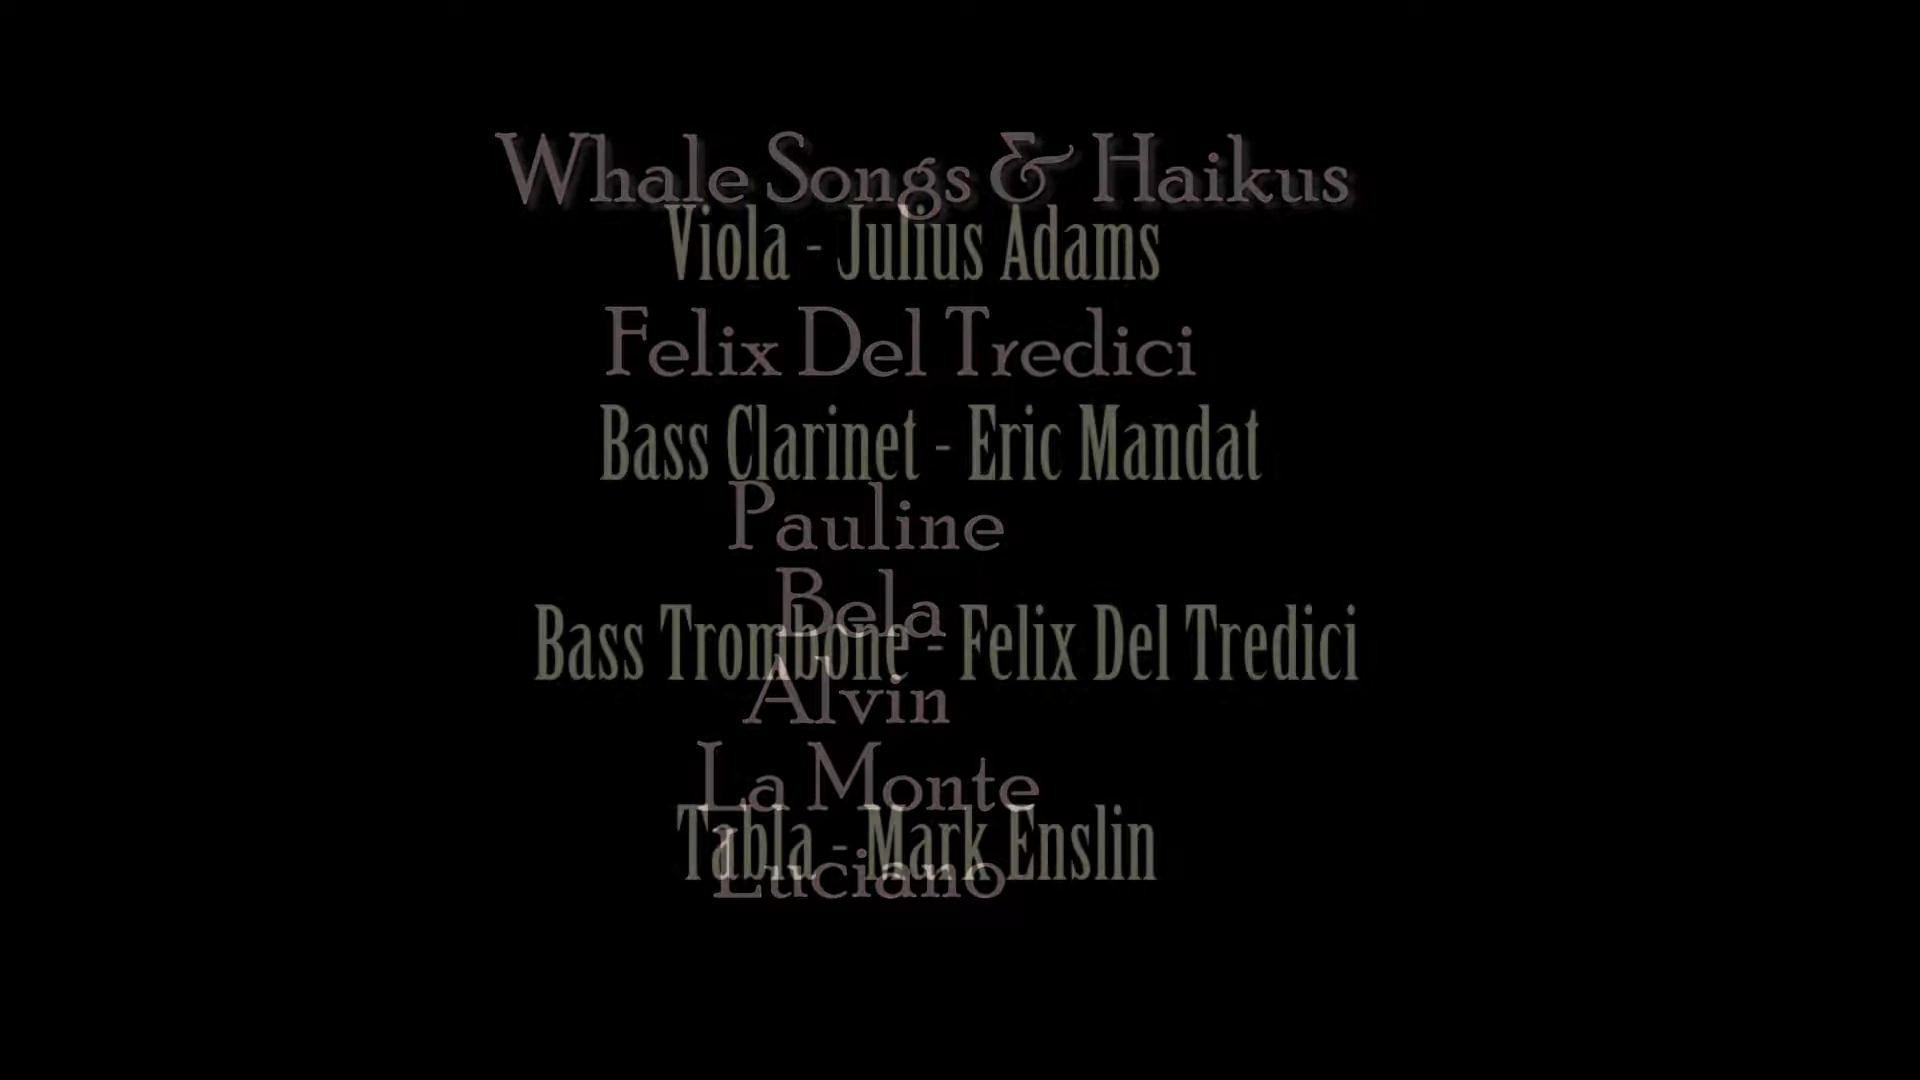 Whale Songs & Haikus
Viola - Julius Adams
Felix Del Tredici
Bass Clarinet - Eric Mandat
Pauline
Bela
Bass Trombone - Felix Del Tredici
Alvin
La Monte
Tabla - Mark Enslin
Luciano